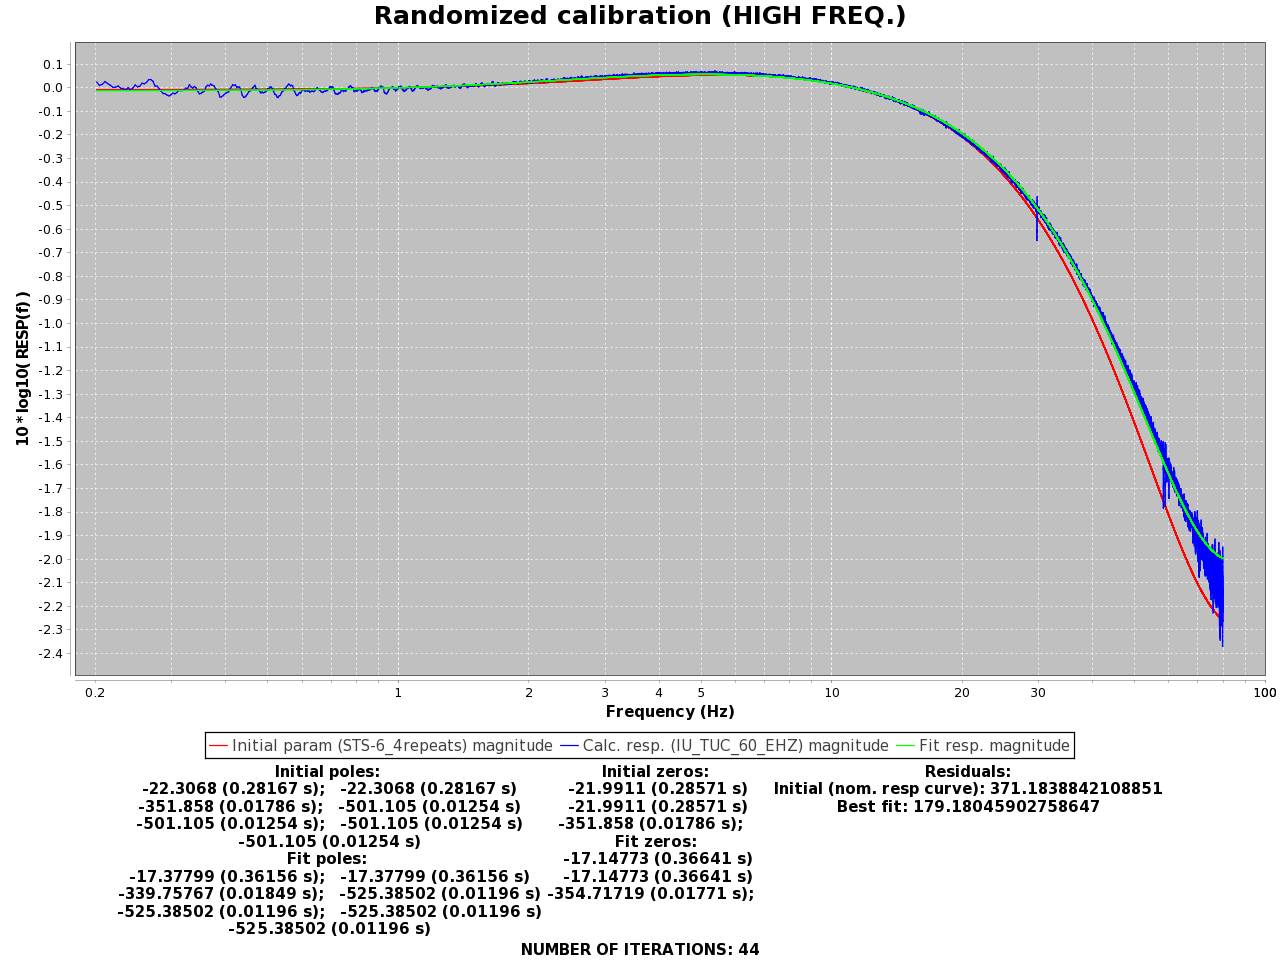 Randomized calibration (HIGH FREQ.)
10 * log10( RESP(f) )
0.1
0.0
-0.1
-0.2
-0.3
-0.4
-0.5
-0.6
-0.7
-0.8
-0.9
-1.0
-1.1
-1.2
-1.3
-1.4
-1.5
-1.6
-1.7
-1.8
-1.9
-2.0
-2.1
-2.2
-2.3
-2.4
0.2 1 2 3 4 5 10 20 30 100
Frequency (Hz)
Initial param (STS-6_4repeats) magnitude Calc. resp. (IU_TUC_60_EHZ) magnitude Fit resp. magnitude
Initial poles:
-22.3068 (0.28167 s); -22.3068 (0.28167 s)
-351.858 (0.01786 s); -501.105 (0.01254 s)
-501.105 (0.01254 s); -501.105 (0.01254 s)
-501.105 (0.01254 s)
Fit poles:
-17.37799 (0.36156 s); -17.37799 (0.36156 s)
-339.75767 (0.01849 s); -525.38502 (0.01196 s)
-525.38502 (0.01196 s); -525.38502 (0.01196 s)
-525.38502 (0.01196 s)
Initial zeros:
-21.9911 (0.28571 s)
-21.9911 (0.28571 s)
-351.858 (0.01786 s);
Fit zeros:
-17.14773 (0.36641 s)
-17.14773 (0.36641 s)
-354.71719 (0.01771 s);
Residuals:
Initial (nom. resp curve): 371.1838842108851
Best fit: 179.18045902758647
NUMBER OF ITERATIONS: 44